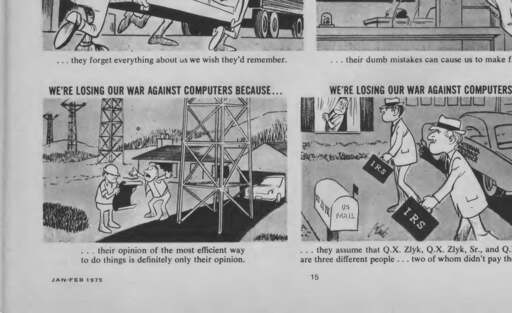 ... they forget everything about us we wish they'd remember.
... their dumb mistakes can cause us to make f
WE'RE LOSING OUR WAR AGAINST COMPUTERS BECAUSE...
WE'RE LOSING OUR WAR AGAINST COMPUTERS
IRS
IRS
US
MAIL
... their opinion of the most efficient way
to do things is definitely only their opinion.
... they assume that Q.X. Zlyk, Q.X. Zlyk, Sr., and Q.
are three different people ... two of whom didn't pay the
JAN-FEB 1975
15